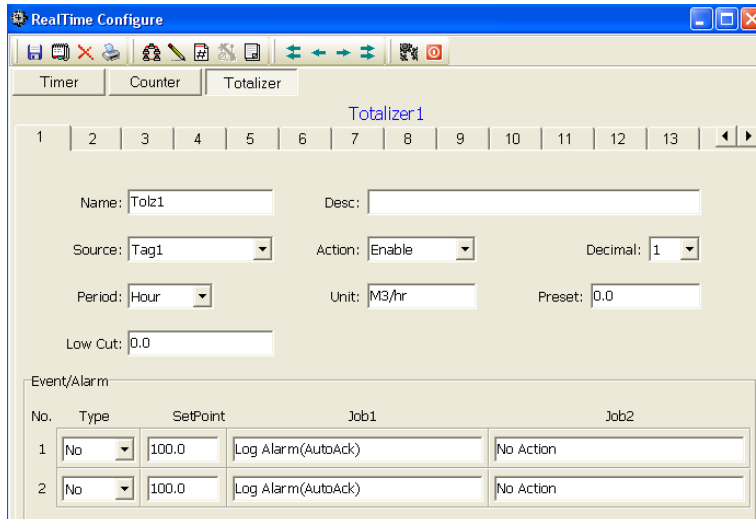 RealTime Configure
Timer Counter Totalizer
Totalizer1
1 2 3 4 5 6 7 8 9 10 11 12 13
Name: Tolz1 Desc:
Source: Tag1 Action: Enable Decimal: 1
Period: Hour Unit: M3/hr Preset: 0.0
Low Cut: 0.0
Event/Alarm
No. Type SetPoint Job1 Job2
1 No 100.0 Log Alarm(AutoAck) No Action
2 No 100.0 Log Alarm(AutoAck) No Action